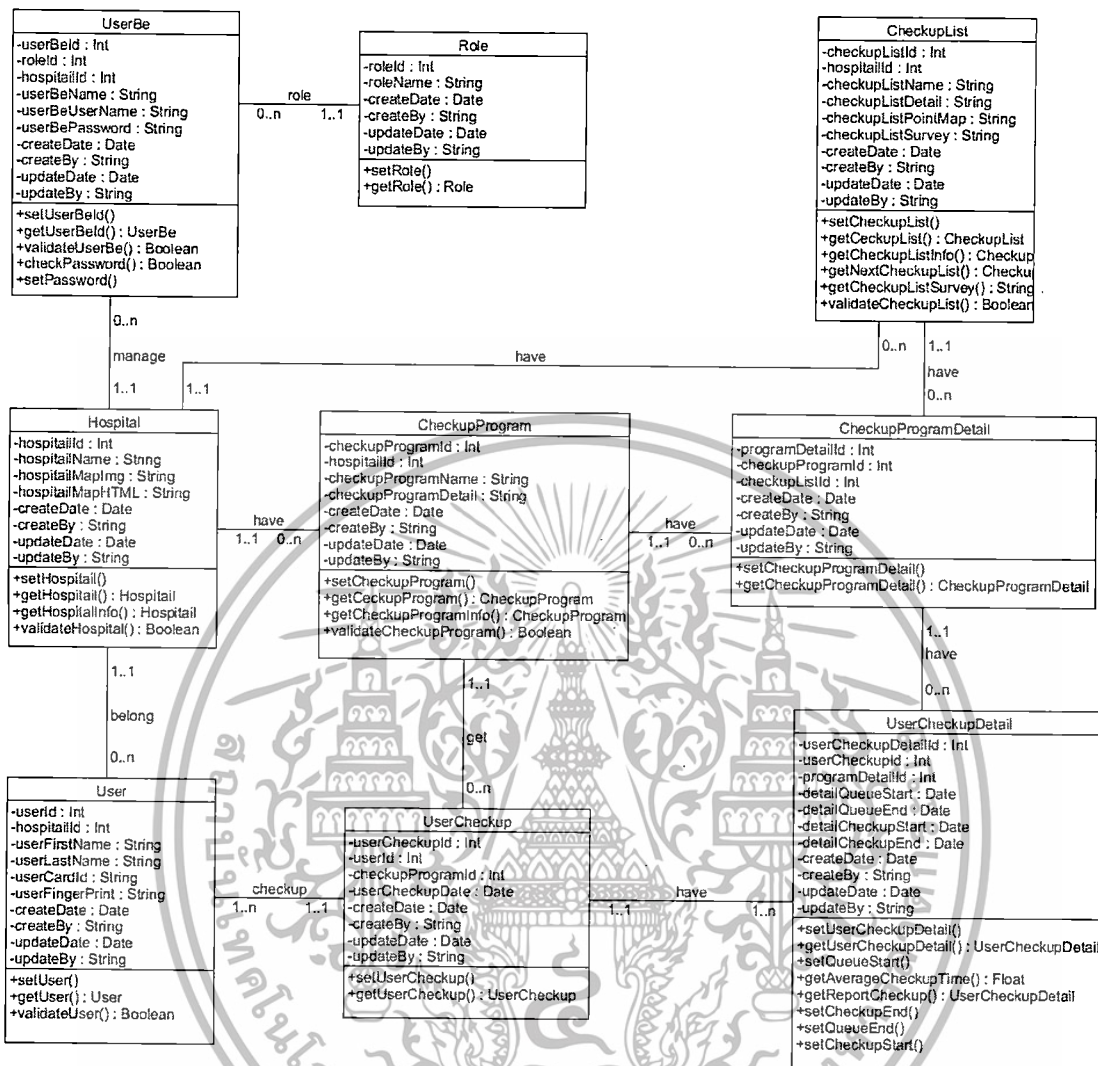 UserBe
-userBeId : Int
-roleId : Int
-hospitailId : Int
-userBeName : String
-userBeUserName : String
-userBePassword : String
-createDate : Date
-createBy : String
-updateDate : Date
-updateBy : String
+setUserBeId()
+getUserBeId() : UserBe
+validateUserBe() : Boolean
+checkPassword() : Boolean
+setPassword()
role
0..n
1..1
Role
-roleId : Int
-roleName : String
-createDate : Date
-createBy : String
-updateDate : Date
-updateBy : String
+setRole()
+getRole() : Role
CheckupList
-checkupListId : Int
-hospitailId : Int
-checkupListName : String
-checkupListDetail : String
-checkupListPointMap : String
-checkupListSurvey : String
-createDate : Date
-createBy : String
-updateDate : Date
-updateBy : String
+setCheckupList()
+getCeckupList() : CheckupList
+getCheckupListInfo() : Checkup
+getNextCheckupList() : Checku
+getCheckupListSurvey() : String
+validateCheckupList() : Boolean
0..n
manage
1..1
1..1
have
0..n
1..1
have
0..n
Hospital
-hospitailId : Int
-hospitailName : String
-hospitailMapImg : String
-hospitailMapHTML : String
-createDate : Date
-createBy : String
-updateDate : Date
-updateBy : String
+setHospitail()
+getHospitail() : Hospitail
+getHospitalInfo() : Hospitail
+validateHospital() : Boolean
have
1..1
0..n
CheckupProgram
-checkupProgramId : Int
-hospitailId : Int
-checkupProgramName : String
-checkupProgramDetail : String
-createDate : Date
-createBy : String
-updateDate : Date
-updateBy : String
+setCheckupProgram()
+getCeckupProgram() : CheckupProgram
+getCheckupProgramInfo() : CheckupProgram
+validateCheckupProgram() : Boolean
have
1..1
0..n
CheckupProgramDetail
-programDetailId : Int
-checkupProgramId : Int
-checkupListId : Int
-createDate : Date
-createBy : String
-updateDate : Date
-updateBy : String
+setCheckupProgramDetail()
+getCheckupProgramDetail() : CheckupProgramDetail
1..1
belong
0..n
1..1
get
0..n
1..1
have
0..n
User
-userId : Int
-hospitailId : Int
-userFirstName : String
-userLastName : String
-userCardId : String
-userFingerPrint : String
-createDate : Date
-createBy : String
-updateDate : Date
-updateBy : String
+setUser()
+getUser() : User
+validateUser() : Boolean
checkup
1..n
1..1
UserCheckup
-userCheckupId : Int
-userId : Int
-checkupProgramId : Int
-userCheckupDate : Date
-createDate : Date
-createBy : String
-updateDate : Date
-updateBy : String
+setUserCheckup()
+getUserCheckup() : UserCheckup
have
1..1
1..n
UserCheckupDetail
-userCheckupDetailId : Int
-userCheckupId : Int
-programDetailId : Int
-detailQueueStart : Date
-detailQueueEnd : Date
-detailCheckupStart : Date
-detailCheckupEnd : Date
-createDate : Date
-createBy : String
-updateDate : Date
-updateBy : String
+setUserCheckupDetail()
+getUserCheckupDetail() : UserCheckupDetail
+setQueueStart()
+getAverageCheckupTime() : Float
+getReportCheckup() : UserCheckupDetail
+setCheckupEnd()
+setQueueEnd()
+setCheckupStart()